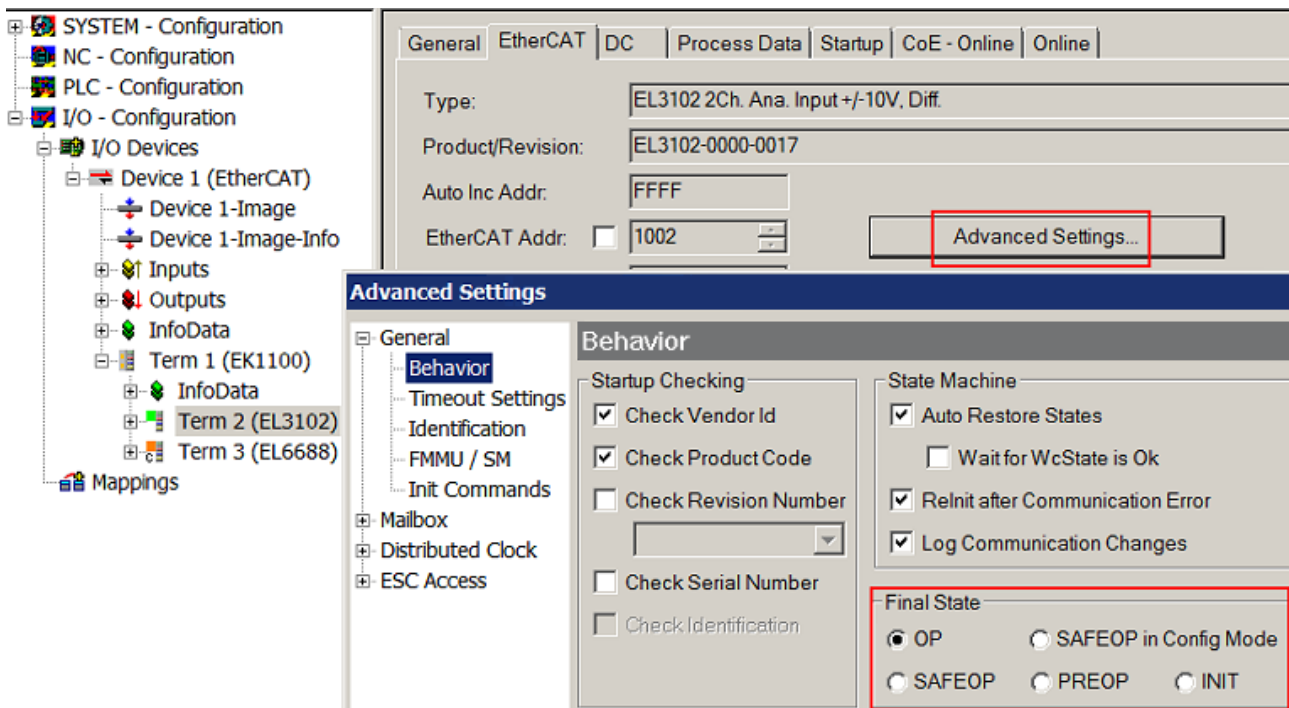 SYSTEM - Configuration
NC - Configuration
PLC - Configuration
I/O - Configuration
I/O Devices
Device 1 (EtherCAT)
Device 1-Image
Device 1-Image-Info
Inputs
Outputs
InfoData
Term 1 (EK1100)
InfoData
Term 2 (EL3102)
Term 3 (EL6688)
Mappings
General EtherCAT DC Process Data Startup CoE - Online Online
Type: EL3102 2Ch. Ana. Input +/-10V, Diff.
Product/Revision: EL3102-0000-0017
Auto Inc Addr: FFFF
EtherCAT Addr: 1002 Advanced Settings...
Advanced Settings
General
Behavior
Timeout Settings
Identification
FMMU / SM
Init Commands
Mailbox
Distributed Clock
ESC Access
Behavior
Startup Checking
Check Vendor Id
Check Product Code
Check Revision Number
Check Serial Number
Check Identification
State Machine
Auto Restore States
Wait for WcState is Ok
ReInit after Communication Error
Log Communication Changes
Final State
OP SAFEOP in Config Mode
SAFEOP PREOP INIT